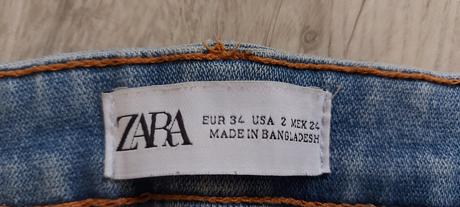 ZARA
EUR 34 USA 2 MEX 24
MADE IN BANGLADESH